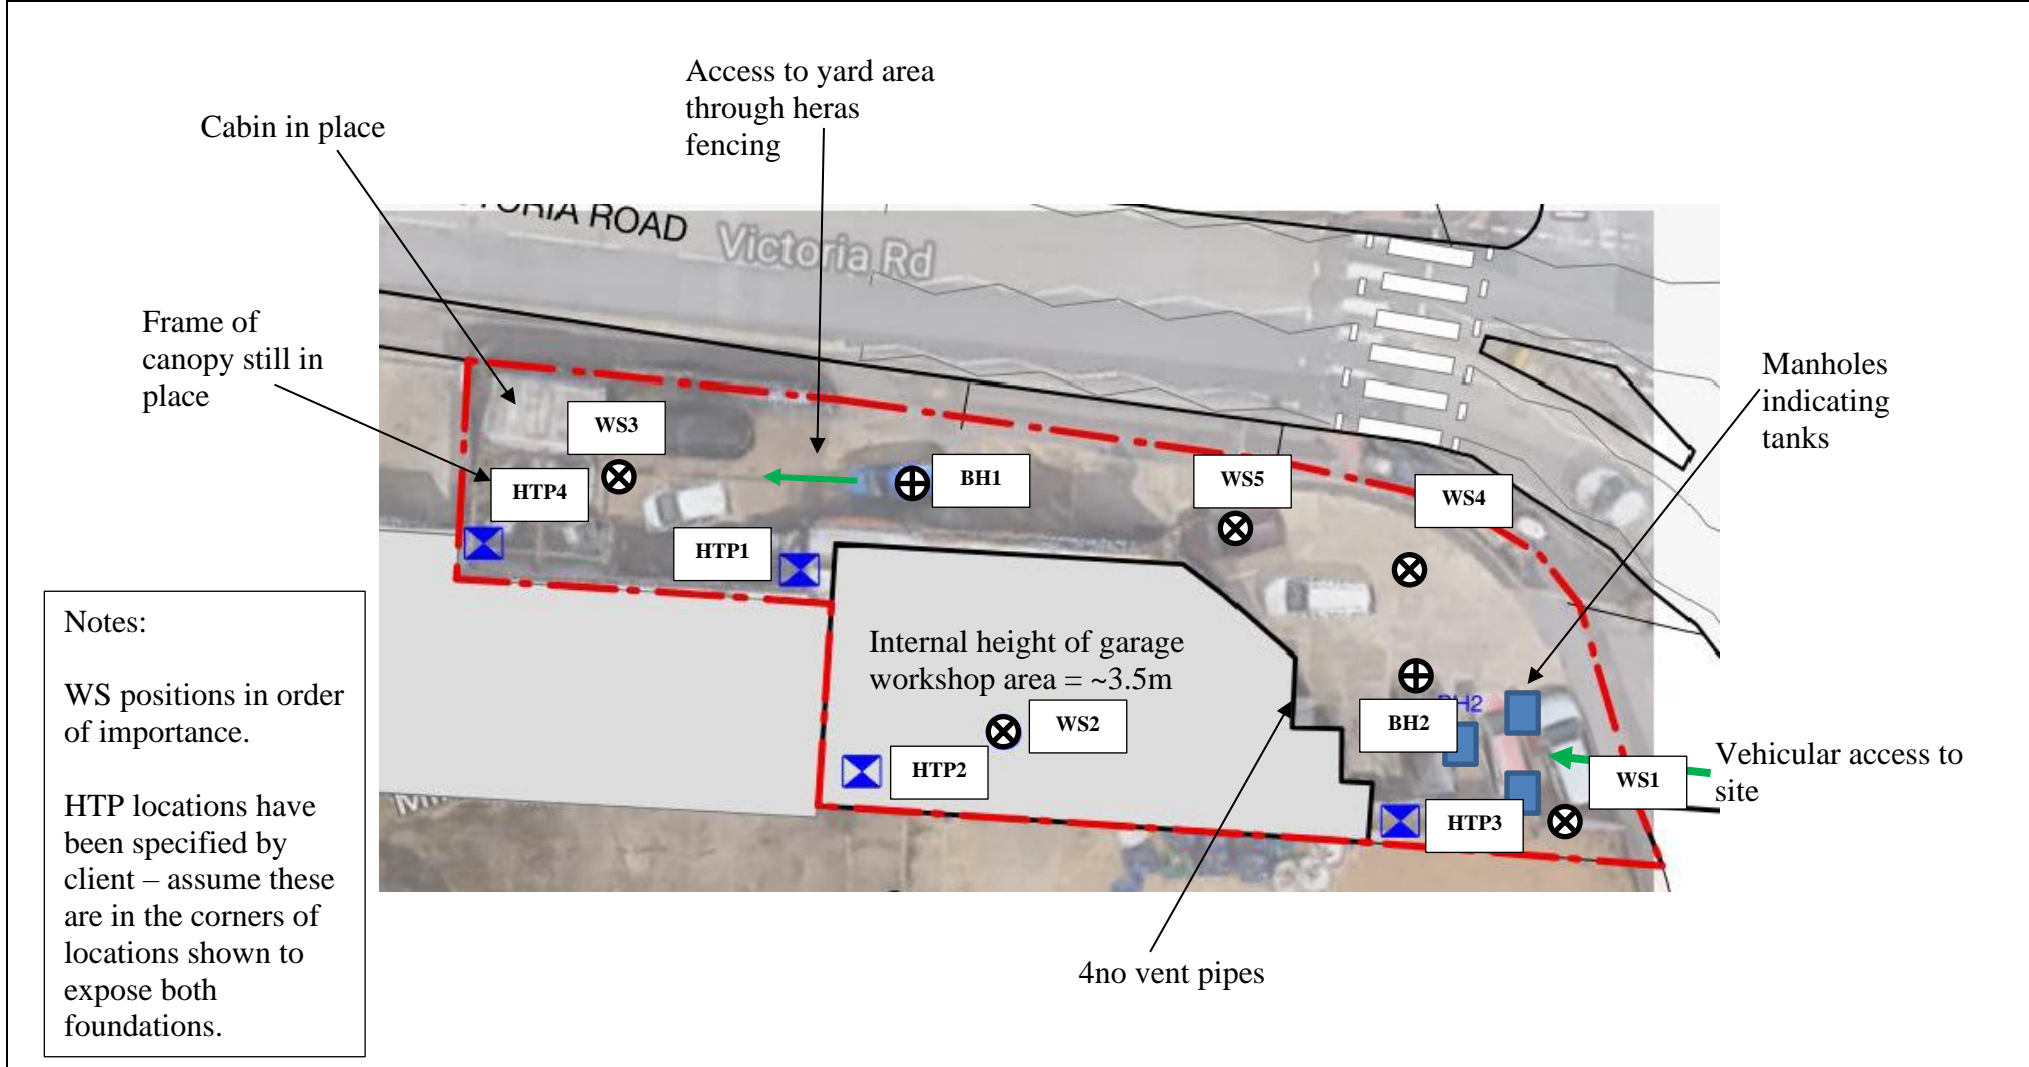 Access to yard area
through heras
fencing
Cabin in place
ROAD
Victoria Rd
Frame of
canopy still in
place
Manholes
indicating
tanks
WS3
HTP4
BH1
WS5
WS4
HTP1
Notes:
WS positions in order
of importance.
HTP locations have
been specified by
client – assume these
are in the corners of
locations shown to
expose both
foundations.
Internal height of garage
workshop area = ~3.5m
WS2
HTP2
BH2
H2
WS1
HTP3
Vehicular access to
site
4no vent pipes